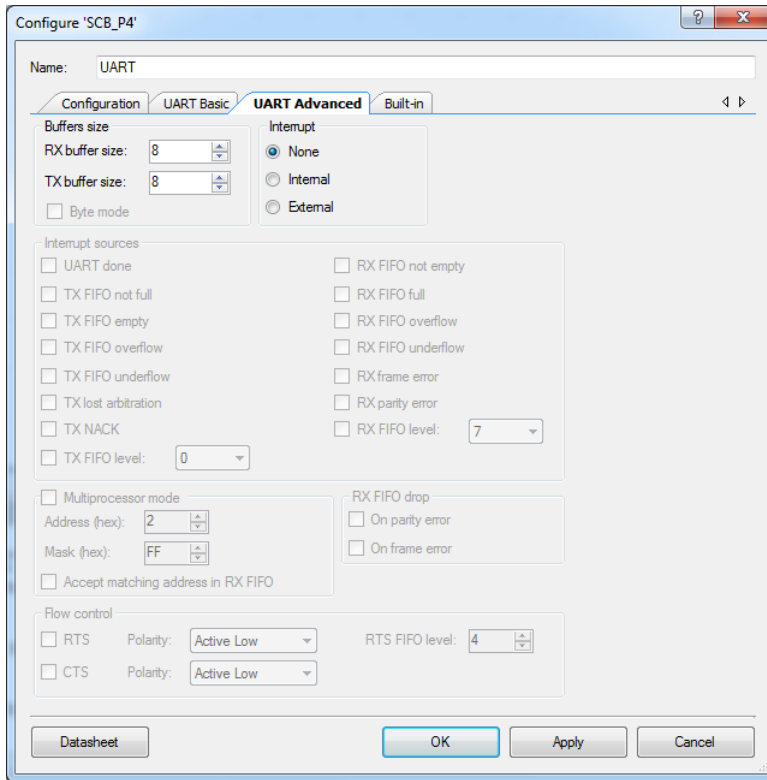 Configure 'SCB_P4'
Name: UART
Configuration UART Basic UART Advanced Built-in
Buffers size
RX buffer size: 8
TX buffer size: 8
Byte mode
Interrupt
None
Internal
External
Interrupt sources
UART done RX FIFO not empty
TX FIFO not full RX FIFO full
TX FIFO empty RX FIFO overflow
TX FIFO overflow RX FIFO underflow
TX FIFO underflow RX frame error
TX lost arbitration RX parity error
TX NACK RX FIFO level: 7
TX FIFO level: 0
Multiprocessor mode
Address (hex): 2
Mask (hex): FF
Accept matching address in RX FIFO
RX FIFO drop
On parity error
On frame error
Flow control
RTS Polarity: Active Low RTS FIFO level: 4
CTS Polarity: Active Low
Datasheet OK Apply Cancel